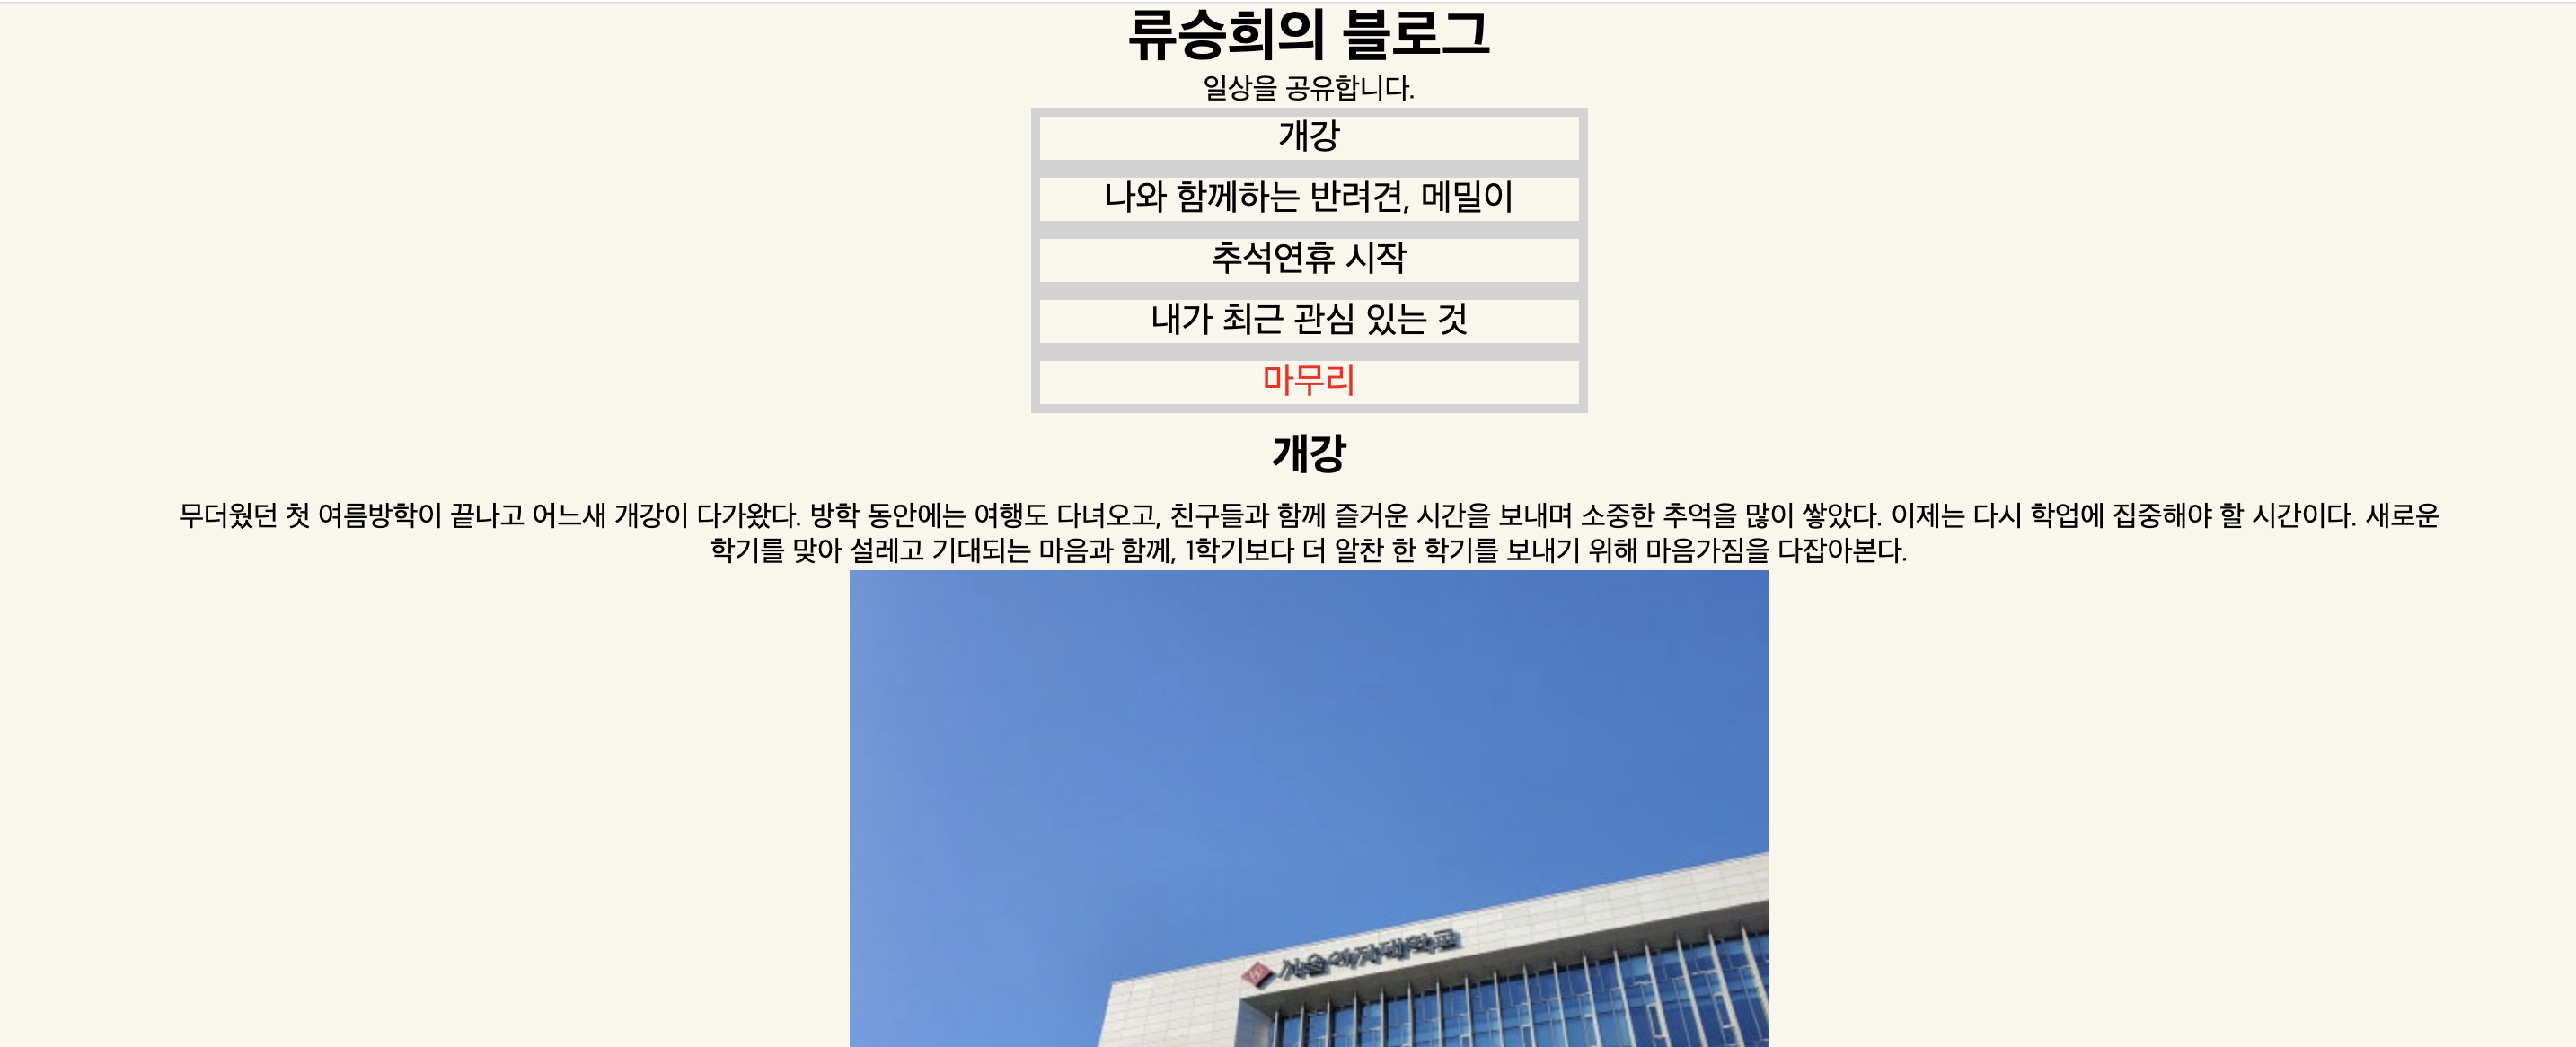 류승희의 블로그
일상을 공유합니다.
개강
나와 함께하는 반려견, 메밀이
추석연휴 시작
내가 최근 관심 있는 것
마무리
개강
무더웠던 첫 여름방학이 끝나고 어느새 개강이 다가왔다. 방학 동안에는 여행도 다녀오고, 친구들과 함께 즐거운 시간을 보내며 소중한 추억을 많이 쌓았다. 이제는 다시 학업에 집중해야 할 시간이다. 새로운
학기를 맞아 설레고 기대되는 마음과 함께, 1학기보다 더 알찬 한 학기를 보내기 위해 마음가짐을 다잡아본다.
서울여자대학교